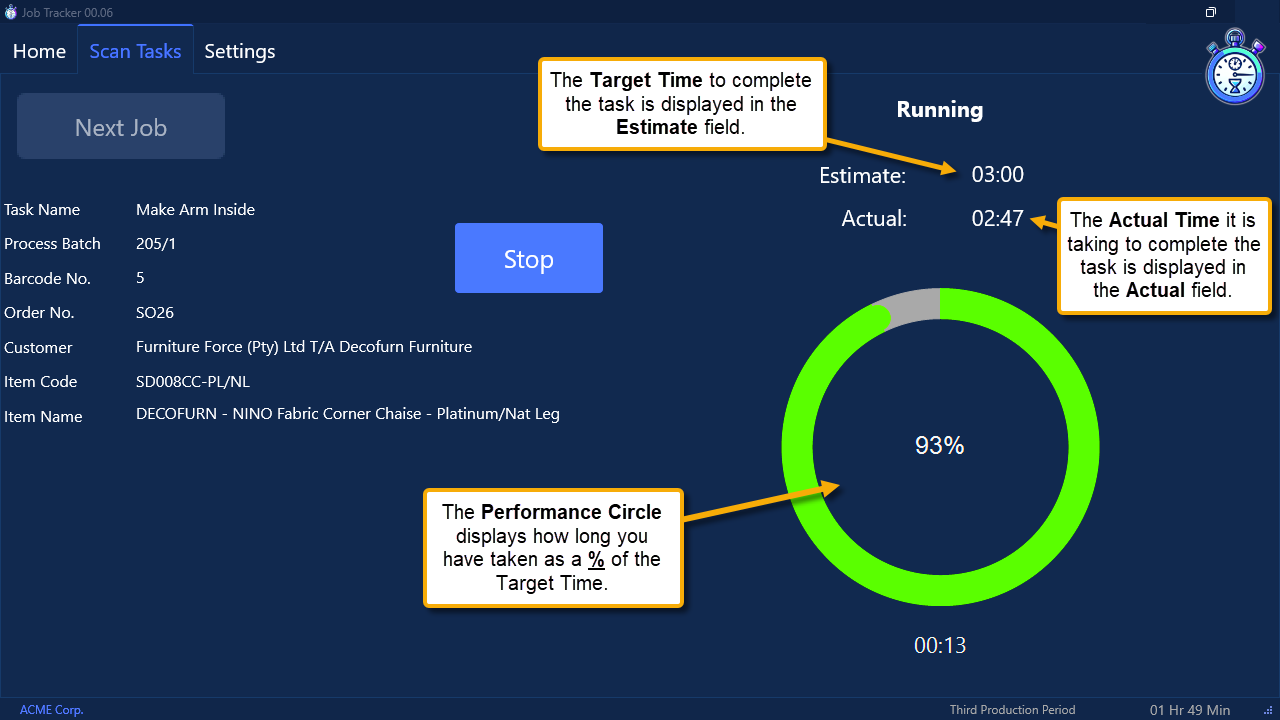 Job Tracker 00.06
Home
Scan Tasks
Settings
Next Job
The Target Time to complete
the task is displayed in the
Estimate field.
Running
Estimate: 03:00
Actual: 02:47
The Actual Time it is
taking to complete the
task is displayed in
the Actual field.
Task Name Make Arm Inside
Process Batch 205/1
Barcode No. 5
Order No. SO26
Customer Furniture Force (Pty) Ltd T/A Decofurn Furniture
Item Code SD008CC-PL/NL
Item Name DECOFURN - NINO Fabric Corner Chaise - Platinum/Nat Leg
Stop
93%
The Performance Circle
displays how long you
have taken as a % of the
Target Time.
00:13
ACME Corp.
Third Production Period
01 Hr 49 Min